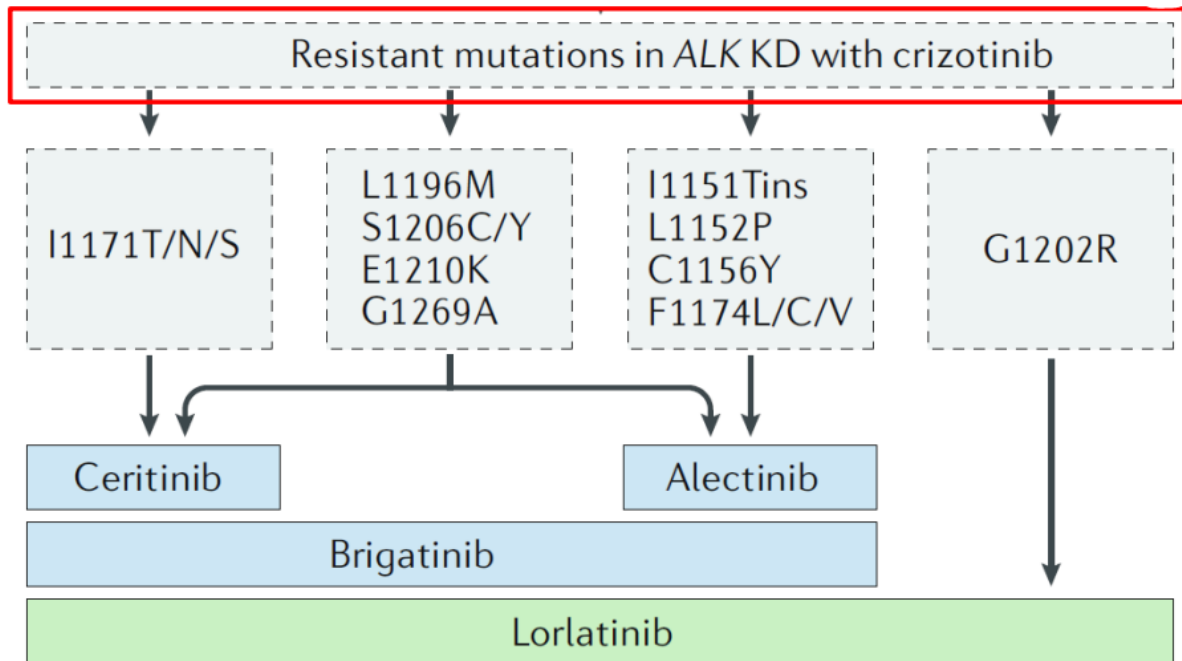 Resistant mutations in ALK KD with crizotinib
I1171T/N/S
L1196M
S1206C/Y
E1210K
G1269A
I1151Tins
L1152P
C1156Y
F1174L/C/V
G1202R
Ceritinib
Alectinib
Brigatinib
Lorlatinib